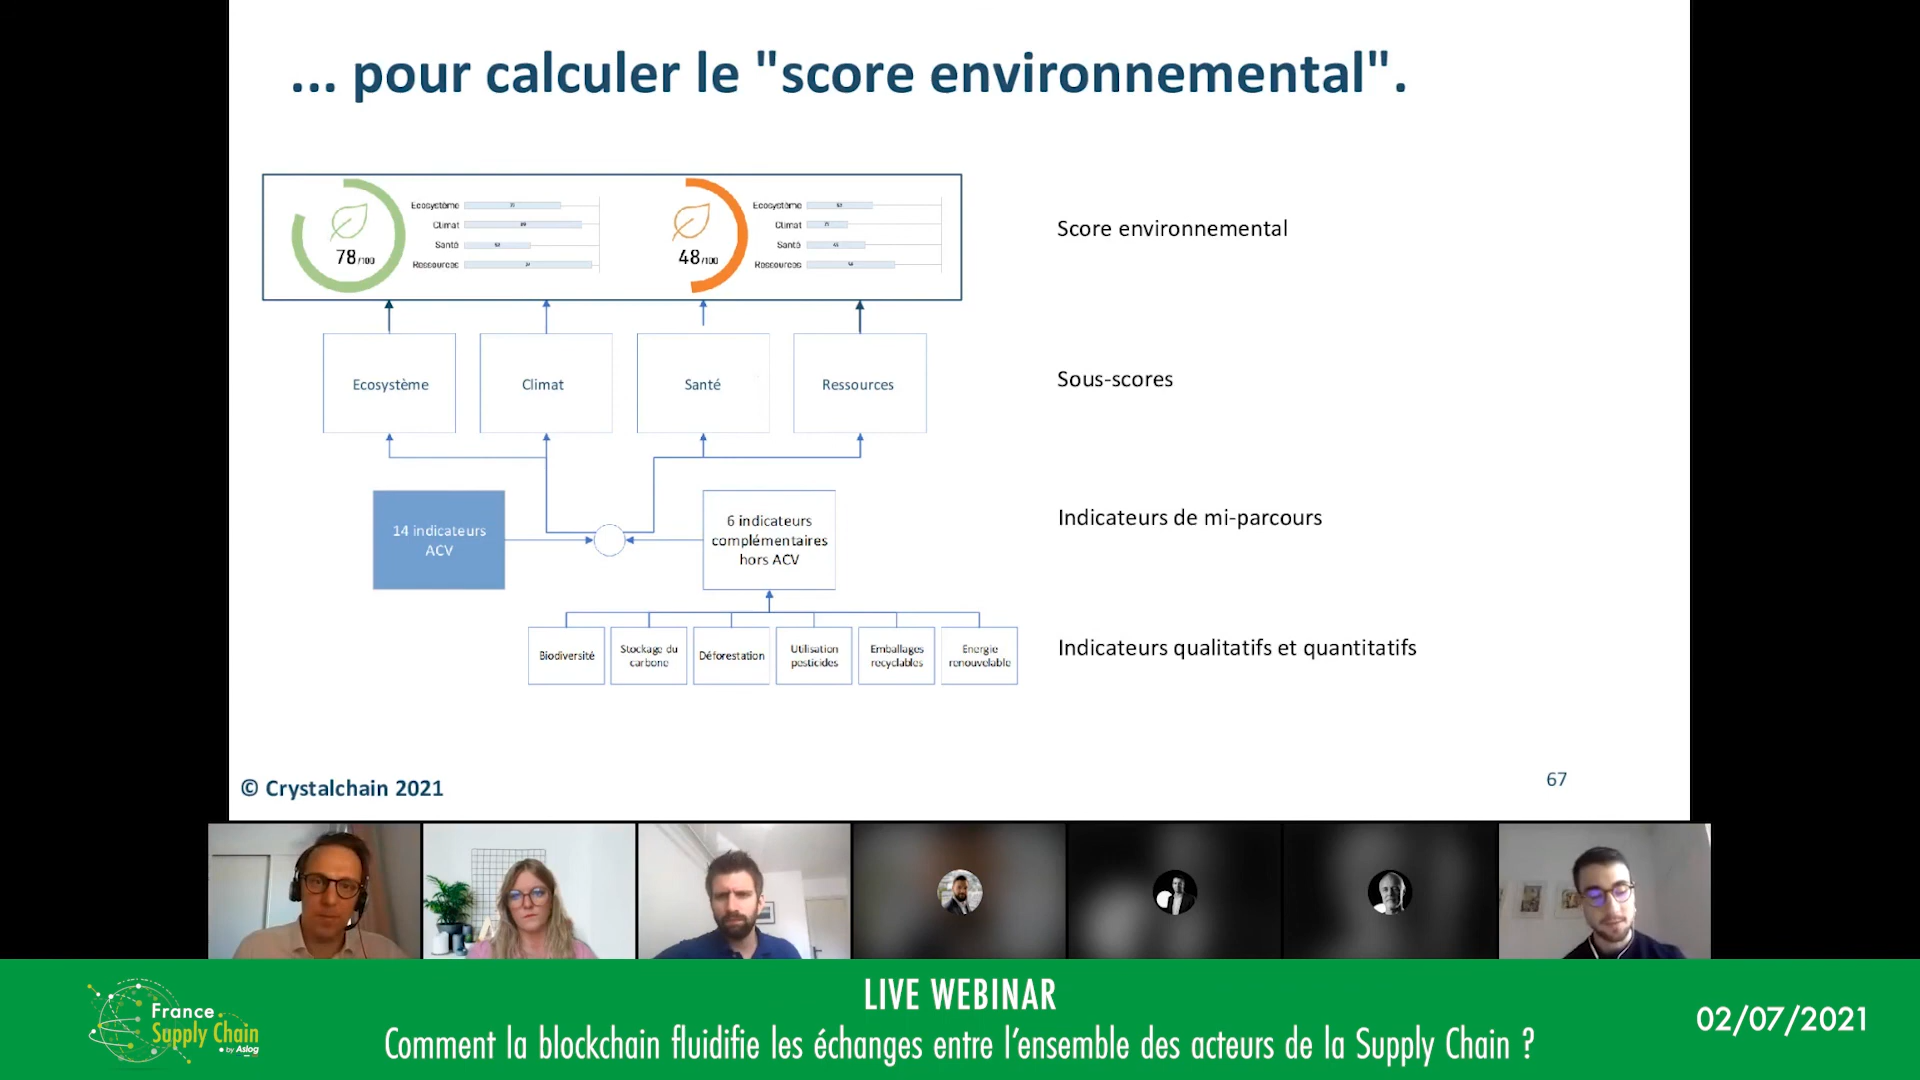 ... pour calculer le "score environnemental".
78/100
Ecosystème
Climat
Santé
Ressources
48/100
Ecosystème
Climat
Santé
Ressources
Score environnemental
Ecosystème
Climat
Santé
Ressources
Sous-scores
14 indicateurs
ACV
6 indicateurs
complémentaires
hors ACV
Indicateurs de mi-parcours
Biodiversité
Stockage du
carbone
Déforestation
Utilisation
pesticides
Emballages
recyclables
Energie
renouvelable
Indicateurs qualitatifs et quantitatifs
© Crystalchain 2021
67
France
Supply Chain
by Aslog
LIVE WEBINAR
Comment la blockchain fluidifie les échanges entre l'ensemble des acteurs de la Supply Chain ?
02/07/2021